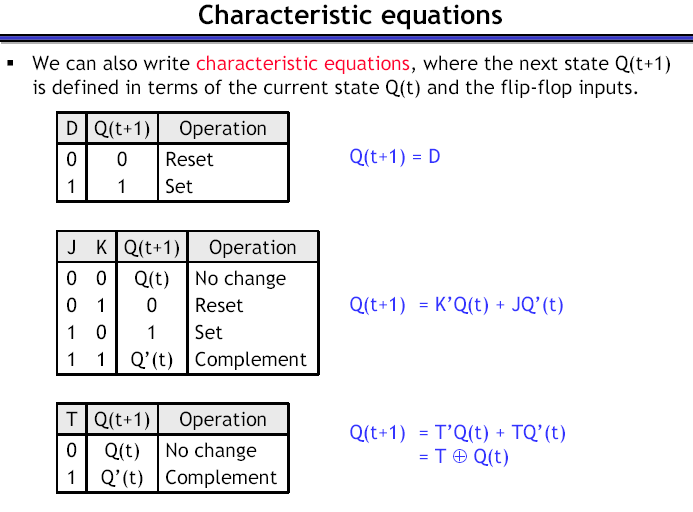 Characteristic equations
▪ We can also write characteristic equations, where the next state Q(t+1)
is defined in terms of the current state Q(t) and the flip-flop inputs.
D Q(t+1) Operation
0 0 Reset
1 1 Set
Q(t+1) = D
J K Q(t+1) Operation
0 0 Q(t) No change
0 1 0 Reset
1 0 1 Set
1 1 Q’(t) Complement
Q(t+1) = K’Q(t) + JQ’(t)
T Q(t+1) Operation
0 Q(t) No change
1 Q’(t) Complement
Q(t+1) = T’Q(t) + TQ’(t)
= T ⊕ Q(t)